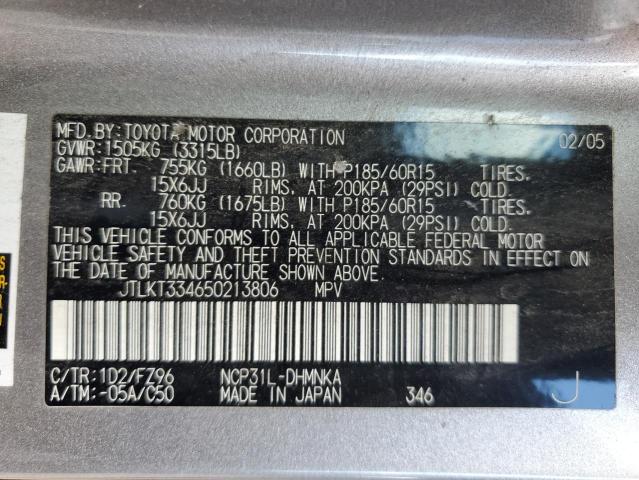 MFD. BY: TOYOTA MOTOR CORPORATION 02/05
GVWR: 1505KG (3315LB)
GAWR: FRT. 755KG (1660LB) WITH P185/60R15 TIRES.
15X6JJ RIMS, AT 200KPA (29PSI) COLD.
RR. 760KG (1675LB) WITH P185/60R15 TIRES.
15X6JJ RIMS, AT 200KPA (29PSI) COLD.
THIS VEHICLE CONFORMS TO ALL APPLICABLE FEDERAL MOTOR
VEHICLE SAFETY AND THEFT PREVENTION STANDARDS IN EFFECT ON
THE DATE OF MANUFACTURE SHOWN ABOVE.
JTLKT334650213806 MPV
C/TR: 1D2/FZ96 NCP31L-DHMNKA
A/TM: -05A/C50 MADE IN JAPAN 346 J